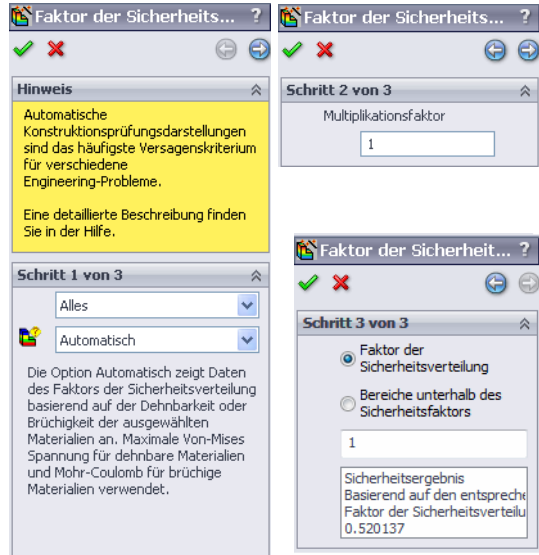 Faktor der Sicherheits... ?
Hinweis
Automatische
Konstruktionsprüfungsdarstellungen
sind das häufigste Versagenskriterium
für verschiedene
Engineering-Probleme.
Eine detaillierte Beschreibung finden
Sie in der Hilfe.
Schritt 1 von 3
Alles
Automatisch
Die Option Automatisch zeigt Daten
des Faktors der Sicherheitsverteilung
basierend auf der Dehnbarkeit oder
Brüchigkeit der ausgewählten
Materialien an. Maximale Von-Mises
Spannung für dehnbare Materialien
und Mohr-Coulomb für brüchige
Materialien verwendet.
Faktor der Sicherheits... ?
Schritt 2 von 3
Multiplikationsfaktor
1
Faktor der Sicherheit... ?
Schritt 3 von 3
Faktor der
Sicherheitsverteilung
Bereiche unterhalb des
Sicherheitsfaktors
1
Sicherheitsergebnis
Basierend auf den entspreche
Faktor der Sicherheitsverteilu
0.520137